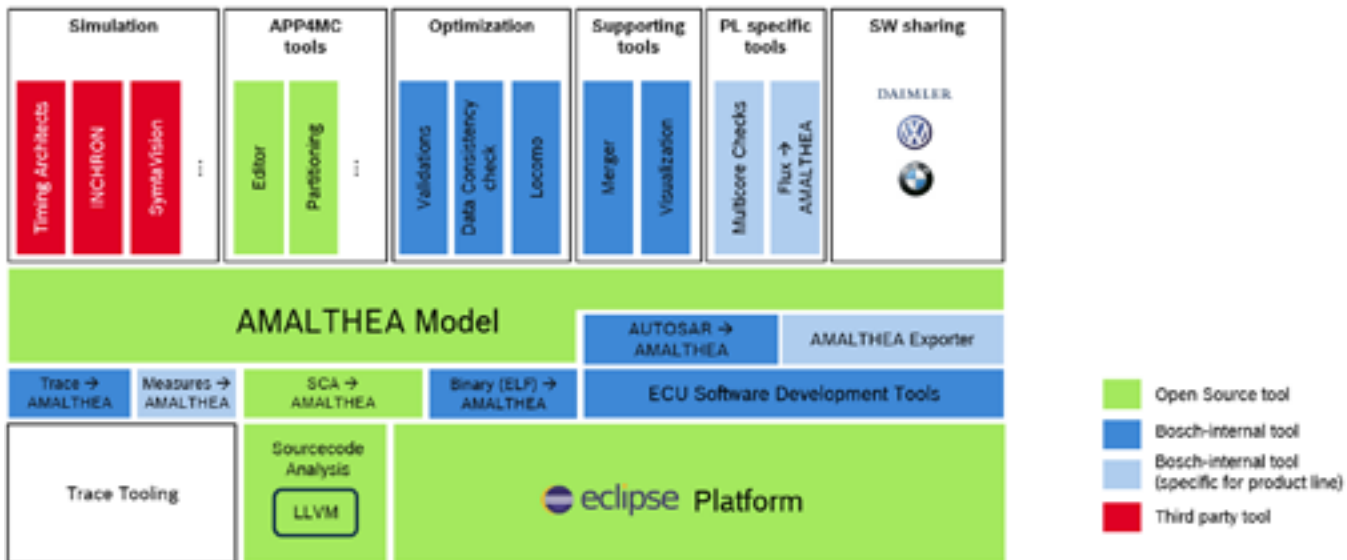 Simulation
APP4MC
tools
Optimization
Supporting
tools
PL specific
tools
SW sharing
Timing Architects
INCHRON
SymtaVision
...
Editor
Partitioning
...
Validations
Data Consistency
check
Locomo
Merger
Visualization
Multicore Checks
Flux →
AMALTHEA
DAIMLER
AMALTHEA Model
AUTOSAR →
AMALTHEA
AMALTHEA Exporter
Trace →
AMALTHEA
Measures →
AMALTHEA
SCA →
AMALTHEA
Binary (ELF) →
AMALTHEA
ECU Software Development Tools
Trace Tooling
Sourcecode
Analysis
LLVM
eclipse Platform
Open Source tool
Bosch-internal tool
Bosch-internal tool
(specific for product line)
Third party tool